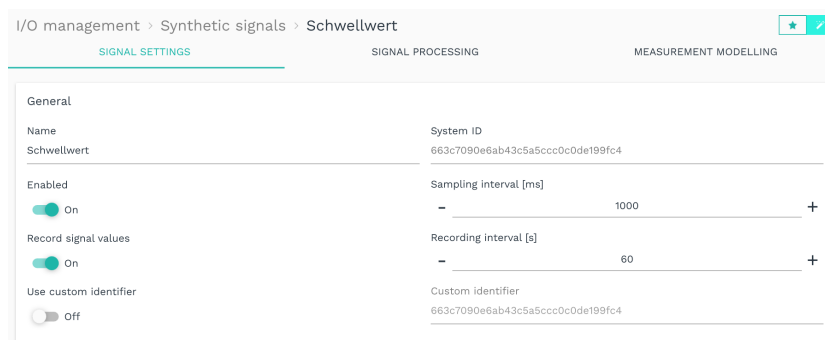 I/O management > Synthetic signals > Schwellwert
SIGNAL SETTINGS
SIGNAL PROCESSING
MEASUREMENT MODELLING
General
Name
Schwellwert
System ID
663c7090e6ab43c5a5ccc0c0de199fc4
Enabled
On
Sampling interval [ms]
- 1000 +
Record signal values
On
Recording interval [s]
- 60 +
Use custom identifier
Off
Custom identifier
663c7090e6ab43c5a5ccc0c0de199fc4